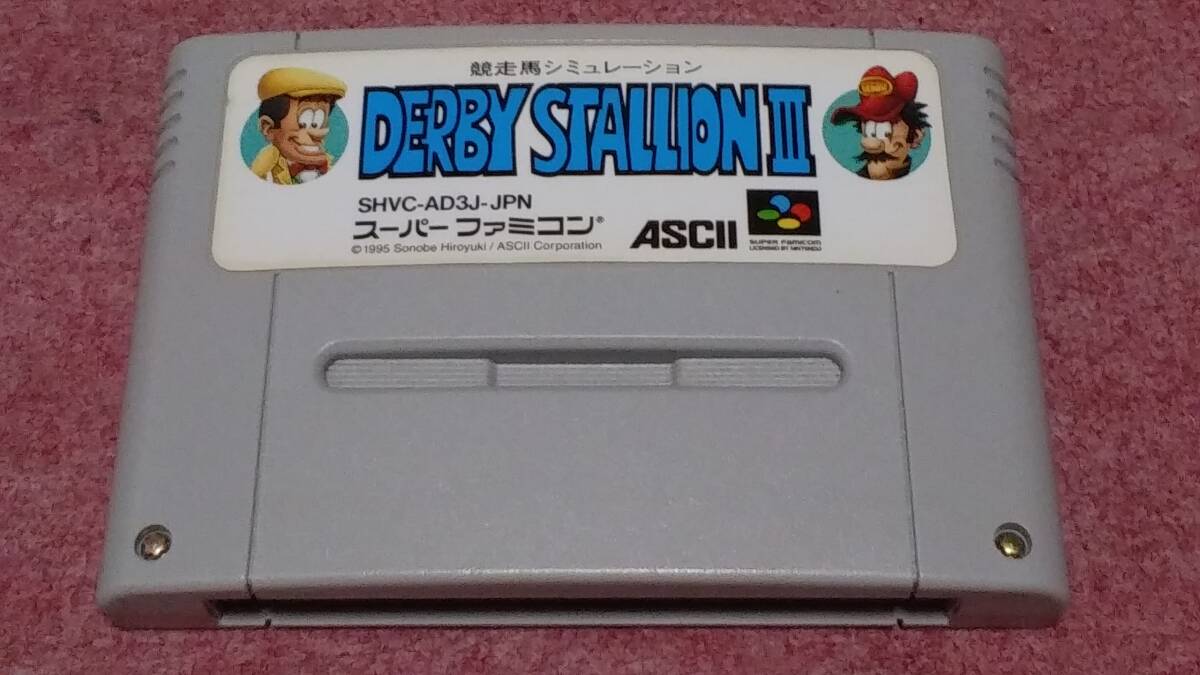 競走馬シミュレーション
DERBY STALLION III
SHVC-AD3J-JPN
スーパーファミコン®
©1995 Sonobe Hiroyuki / ASCII Corporation
ASCII
SUPER FAMICOM
LICENSED BY NINTENDO